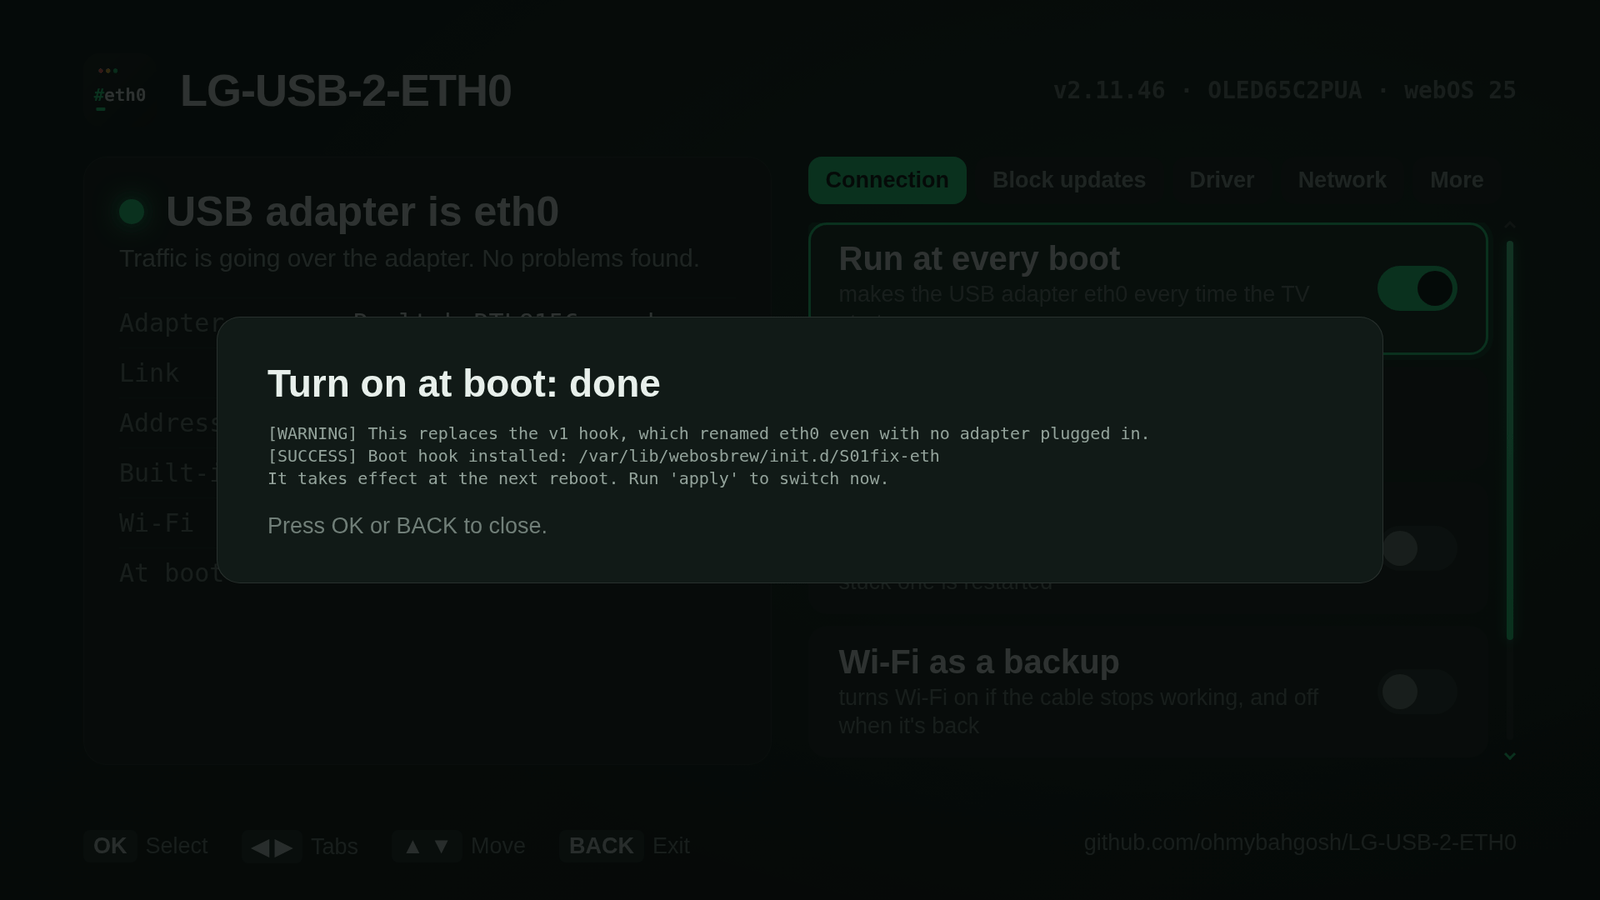 #eth0
LG-USB-2-ETH0
v2.11.46 · OLED65C2PUA · webOS 25
USB adapter is eth0
Traffic is going over the adapter. No problems found.
Adapter
Link
Address
Built-i
Wi-Fi
At boot
Connection
Block updates
Driver
Network
More
Run at every boot
makes the USB adapter eth0 every time the TV
Turn on at boot: done
[WARNING] This replaces the v1 hook, which renamed eth0 even with no adapter plugged in.
[SUCCESS] Boot hook installed: /var/lib/webosbrew/init.d/S01fix-eth
It takes effect at the next reboot. Run 'apply' to switch now.
Press OK or BACK to close.
stuck one is restarted
Wi-Fi as a backup
turns Wi-Fi on if the cable stops working, and off
when it's back
OK Select
◀▶ Tabs
▲ ▼ Move
BACK Exit
github.com/ohmybahgosh/LG-USB-2-ETH0